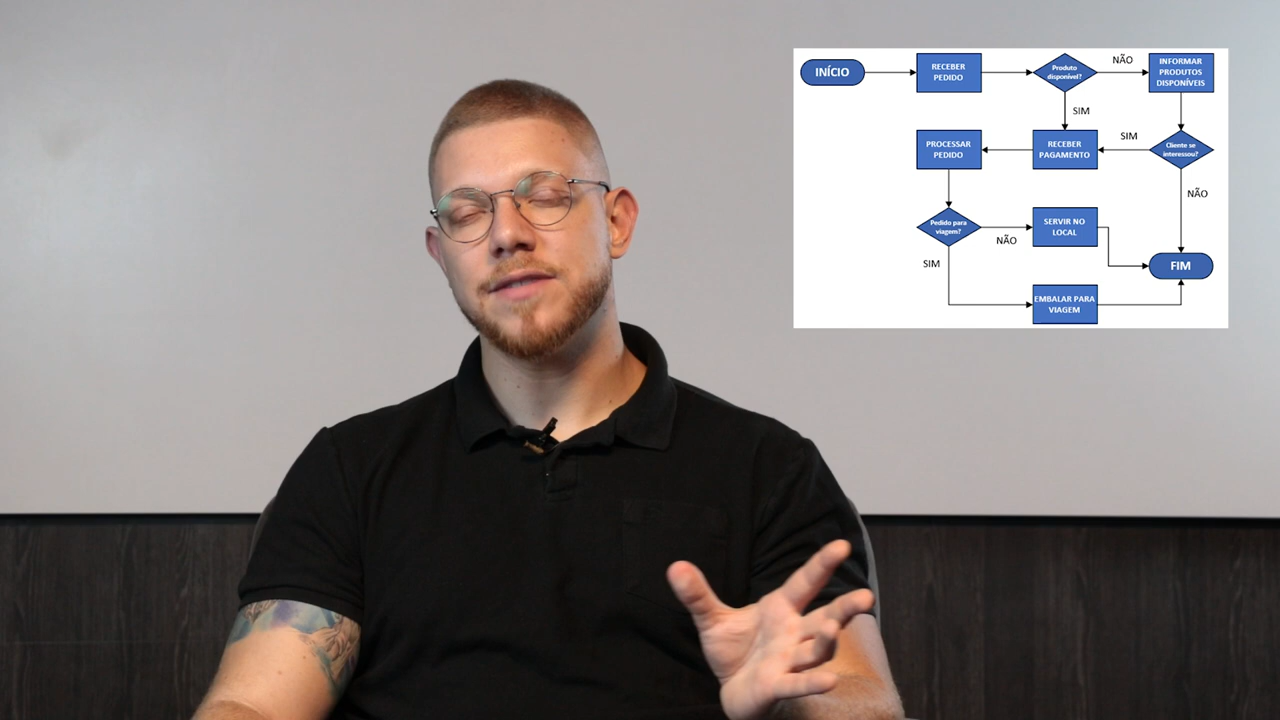 INÍCIO
RECEBER
PEDIDO
Produto
disponível?
NÃO
INFORMAR
PRODUTOS
DISPONÍVEIS
SIM
PROCESSAR
PEDIDO
RECEBER
PAGAMENTO
SIM
Cliente se
interessou?
NÃO
Pedido para
viagem?
NÃO
SERVIR NO
LOCAL
SIM
FIM
EMBALAR PARA
VIAGEM